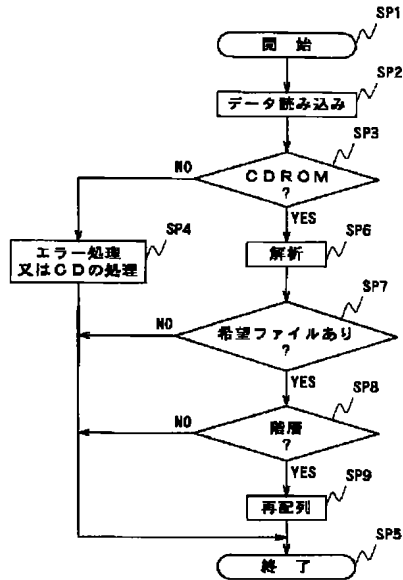 SP1
開 始
SP2
データ読み込み
SP3
CDROM
?
NO
YES
SP4
エラー処理
又はCDの処理
SP6
解析
SP7
希望ファイルあり
?
NO
YES
SP8
階層
?
NO
YES
SP9
再配列
SP5
終 了